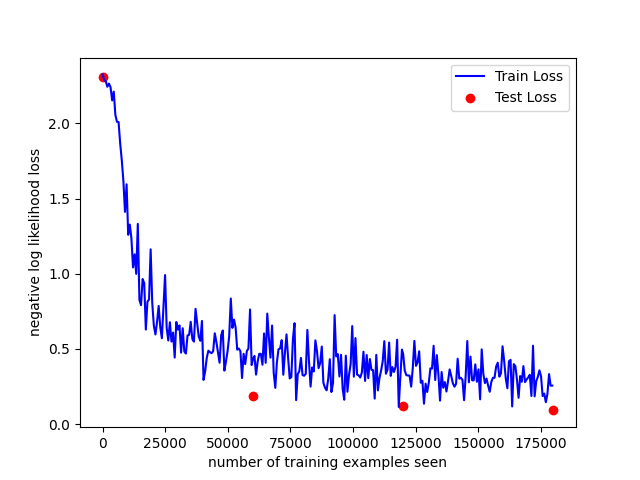 Train Loss
Test Loss
2.0
1.5
1.0
0.5
0.0
negative log likelihood loss
0 25000 50000 75000 100000 125000 150000 175000
number of training examples seen